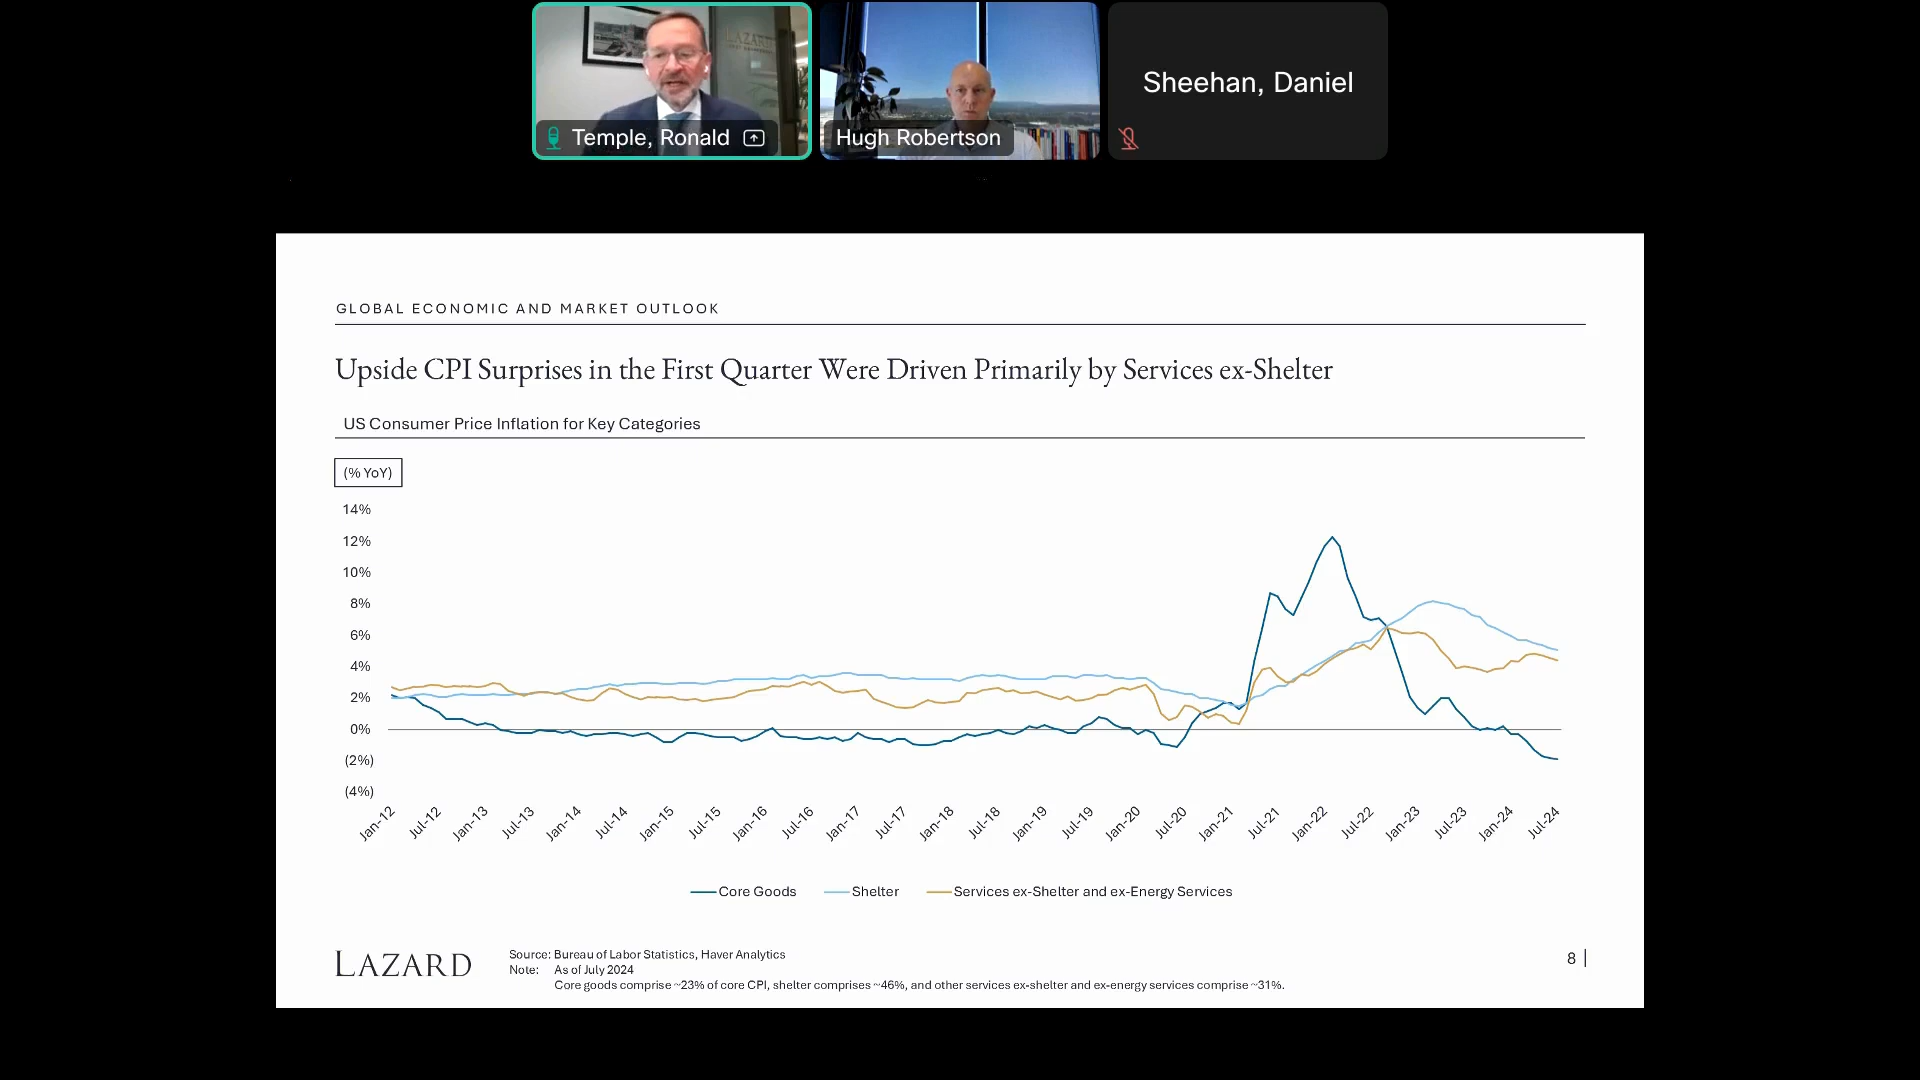 LAZARD
Temple, Ronald
Hugh Robertson
Sheehan, Daniel
GLOBAL ECONOMIC AND MARKET OUTLOOK
Upside CPI Surprises in the First Quarter Were Driven Primarily by Services ex-Shelter
US Consumer Price Inflation for Key Categories
(% YoY)
14%
12%
10%
8%
6%
4%
2%
0%
(2%)
(4%)
Jan-12 Jul-12 Jan-13 Jul-13 Jan-14 Jul-14 Jan-15 Jul-15 Jan-16 Jul-16 Jan-17 Jul-17 Jan-18 Jul-18 Jan-19 Jul-19 Jan-20 Jul-20 Jan-21 Jul-21 Jan-22 Jul-22 Jan-23 Jul-23 Jan-24 Jul-24
Core Goods Shelter Services ex-Shelter and ex-Energy Services
LAZARD
Source: Bureau of Labor Statistics, Haver Analytics
Note: As of July 2024
Core goods comprise ~23% of core CPI, shelter comprises ~46%, and other services ex-shelter and ex-energy services comprise ~31%.
8 |